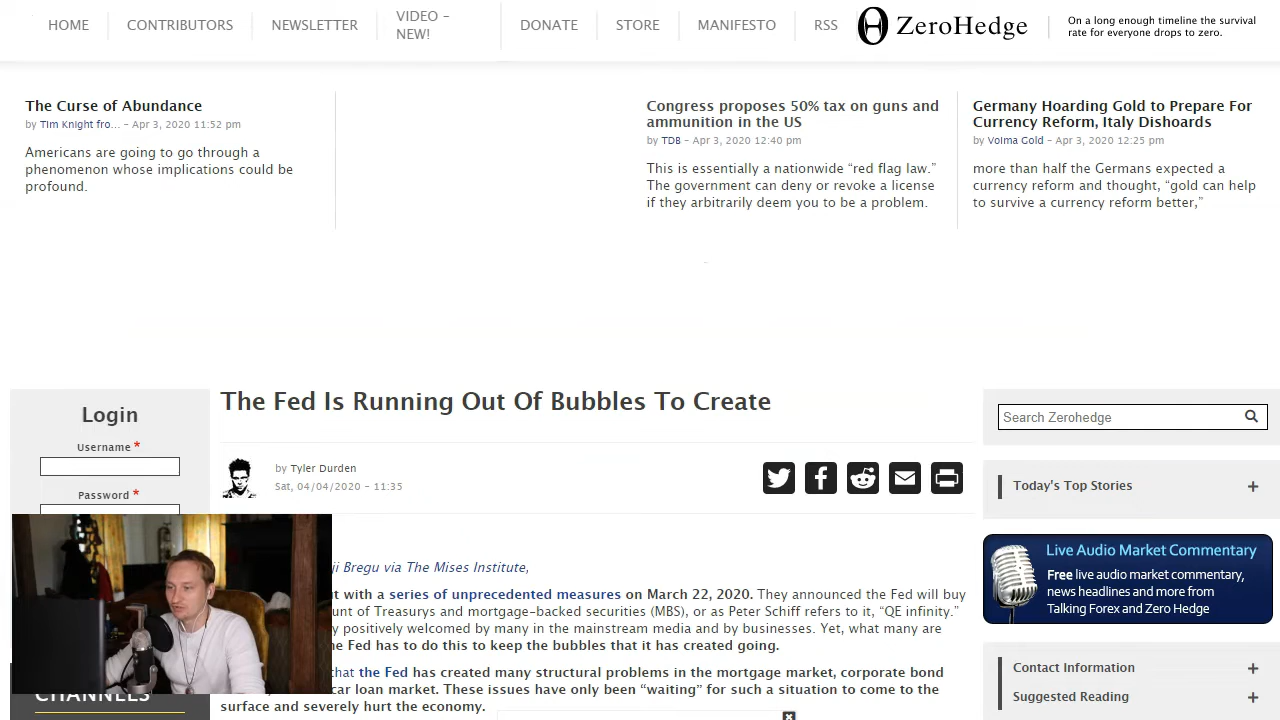 HOME
CONTRIBUTORS
NEWSLETTER
VIDEO -
NEW!
DONATE
STORE
MANIFESTO
RSS
ZeroHedge
On a long enough timeline the survival
rate for everyone drops to zero.
The Curse of Abundance
by Tim Knight fro... - Apr 3, 2020 11:52 pm
Americans are going to go through a
phenomenon whose implications could be
profound.
Congress proposes 50% tax on guns and
ammunition in the US
by TDB - Apr 3, 2020 12:40 pm
This is essentially a nationwide “red flag law.”
The government can deny or revoke a license
if they arbitrarily deem you to be a problem.
Germany Hoarding Gold to Prepare For
Currency Reform, Italy Dishoards
by Volma Gold - Apr 3, 2020 12:25 pm
more than half the Germans expected a
currency reform and thought, “gold can help
to survive a currency reform better,”
Login
Username *
Password *
CHANNELS
The Fed Is Running Out Of Bubbles To Create
by Tyler Durden
Sat, 04/04/2020 - 11:35
ji Bregu via The Mises Institute,
t with a series of unprecedented measures on March 22, 2020. They announced the Fed will buy
unt of Treasurys and mortgage-backed securities (MBS), or as Peter Schiff refers to it, “QE infinity.”
y positively welcomed by many in the mainstream media and by businesses. Yet, what many are
ne Fed has to do this to keep the bubbles that it has created going.
that the Fed has created many structural problems in the mortgage market, corporate bond
car loan market. These issues have only been “waiting” for such a situation to come to the
surface and severely hurt the economy.
Search Zerohedge
Today's Top Stories +
Live Audio Market Commentary
Free live audio market commentary,
news headlines and more from
Talking Forex and Zero Hedge
Contact Information +
Suggested Reading +